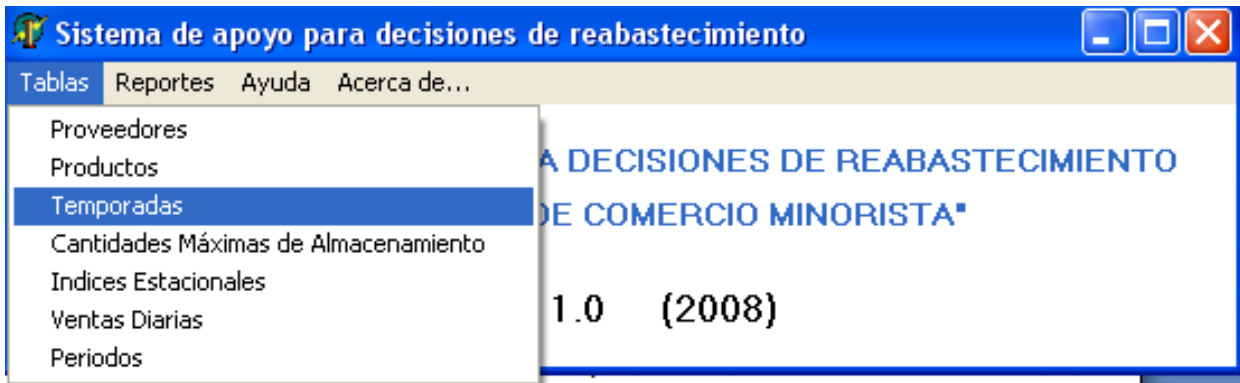 Sistema de apoyo para decisiones de reabastecimiento
Tablas Reportes Ayuda Acerca de...
Proveedores
Productos
Temporadas
Cantidades Máximas de Almacenamiento
Indices Estacionales
Ventas Diarias
Periodos
A DECISIONES DE REABASTECIMIENTO
DE COMERCIO MINORISTA"
1.0 (2008)